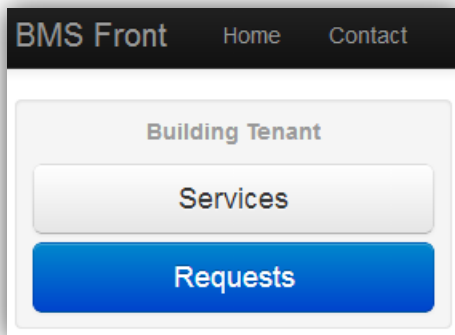 BMS Front Home Contact
Building Tenant
Services
Requests